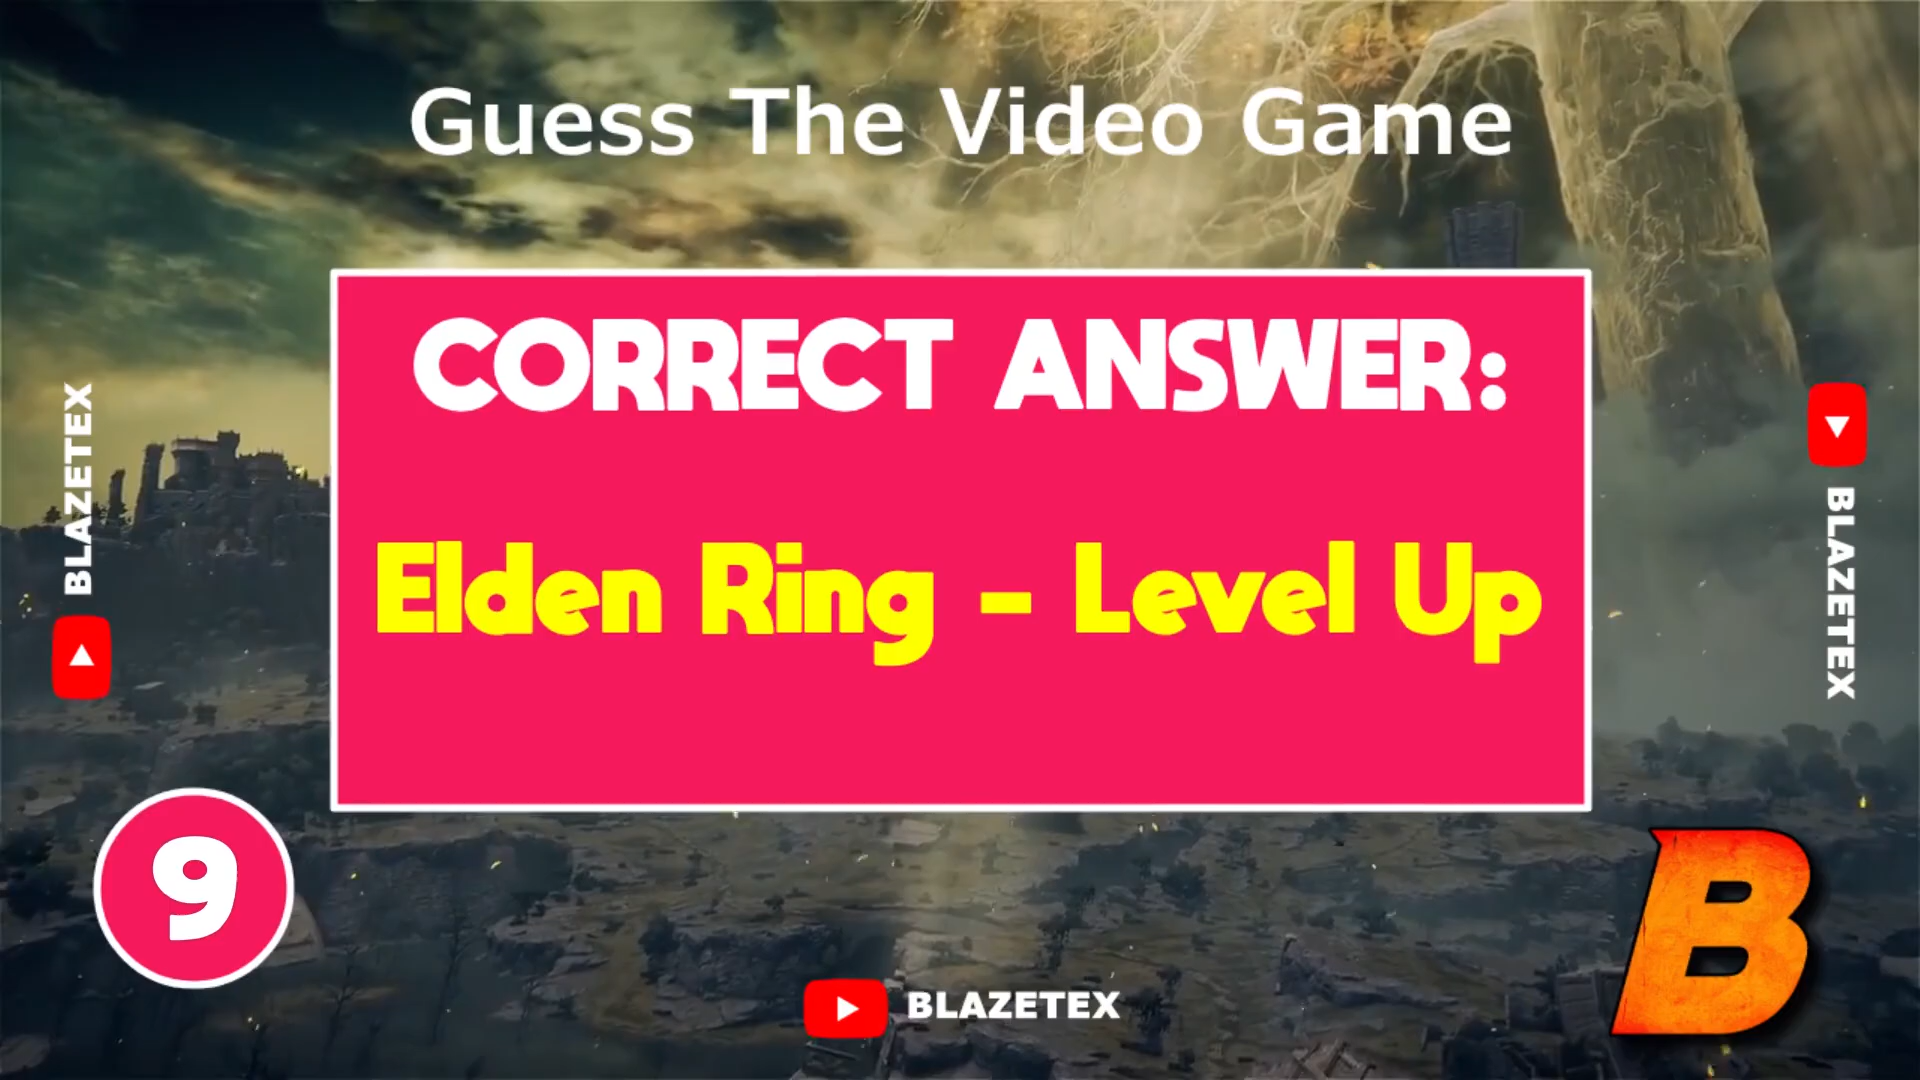 Guess The Video Game
CORRECT ANSWER:
Elden Ring - Level Up
BLAZETEX
BLAZETEX
9
B
BLAZETEX